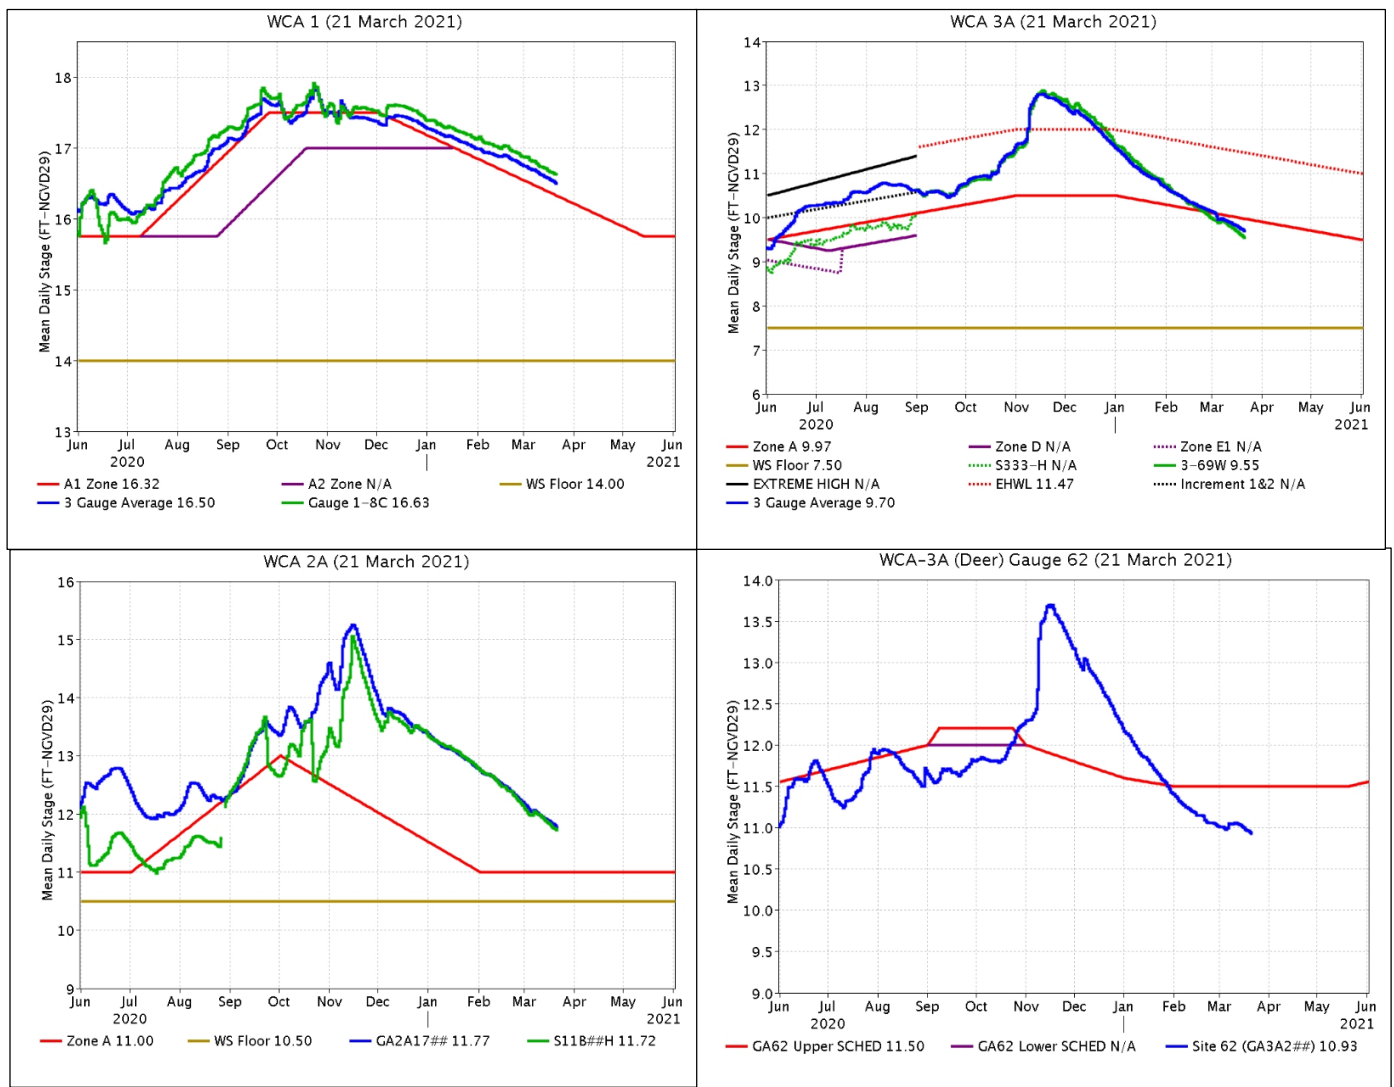 WCA 1 (21 March 2021)
Mean Daily Stage (FT-NGVD29)
18
17
16
15
14
13
Jun Jul Aug Sep Oct Nov Dec Jan Feb Mar Apr May Jun
2020 | 2021
A1 Zone 16.32 A2 Zone N/A WS Floor 14.00
3 Gauge Average 16.50 Gauge 1-8C 16.63
WCA 3A (21 March 2021)
Mean Daily Stage (FT-NGVD29)
14
13
12
11
10
9
8
7
6
Jun Jul Aug Sep Oct Nov Dec Jan Feb Mar Apr May Jun
2020 | 2021
Zone A 9.97 Zone D N/A Zone E1 N/A
WS Floor 7.50 S333-H N/A 3-69W 9.55
EXTREME HIGH N/A EHWL 11.47 Increment 1&2 N/A
3 Gauge Average 9.70
WCA 2A (21 March 2021)
Mean Daily Stage (FT-NGVD29)
16
15
14
13
12
11
10
9
Jun Jul Aug Sep Oct Nov Dec Jan Feb Mar Apr May Jun
2020 | 2021
Zone A 11.00 WS Floor 10.50 GA2A17## 11.77 S11B##H 11.72
WCA-3A (Deer) Gauge 62 (21 March 2021)
Mean Daily Stage (FT-NGVD29)
14.0
13.5
13.0
12.5
12.0
11.5
11.0
10.5
10.0
9.5
9.0
Jun Jul Aug Sep Oct Nov Dec Jan Feb Mar Apr May Jun
2020 | 2021
GA62 Upper SCHED 11.50 GA62 Lower SCHED N/A Site 62 (GA3A2##) 10.93